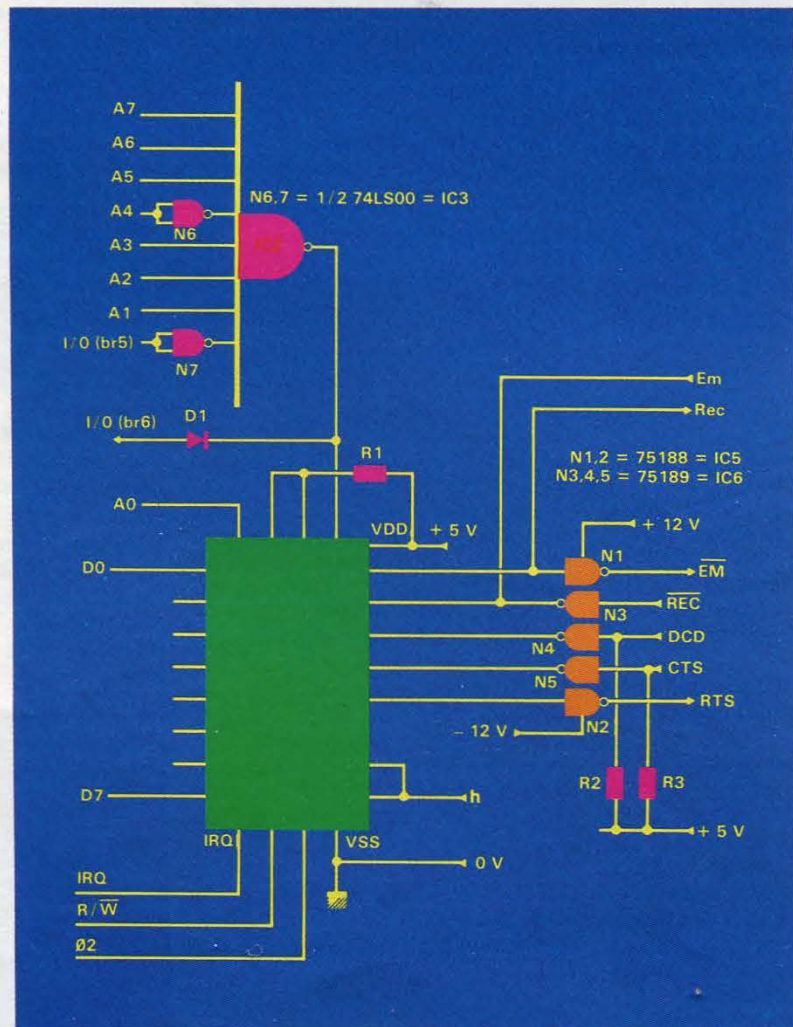 A7
A6
A5
A4
N6
N6,7 = 1/2 74LS00 = IC3
A3
A2
A1
I/O (br5)
N7
I/O (br6)
D1
R1
Em
Rec
N1,2 = 75188 = IC5
N3,4,5 = 75189 = IC6
A0
VDD
+ 5 V
+ 12 V
N1
D0
E̅M̅
N3
R̅E̅C̅
N4
DCD
N5
CTS
N2
RTS
– 12 V
D7
h
R2
R3
IRQ
VSS
+ 5 V
0 V
IRQ
R/W̅
Ø2